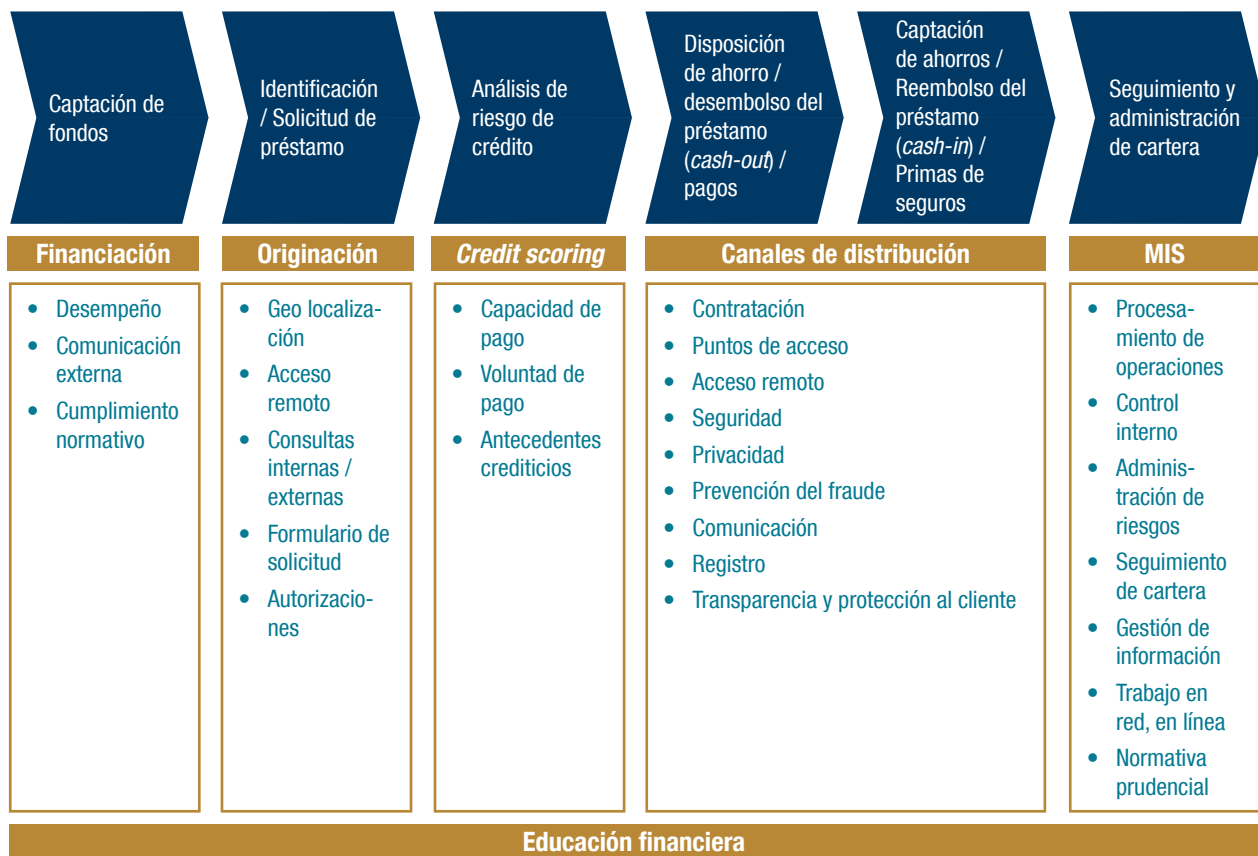 Captación de
fondos
Identificación
/ Solicitud de
préstamo
Análisis de
riesgo de
crédito
Disposición
de ahorro /
desembolso del
préstamo
(cash-out) /
pagos
Captación
de ahorros /
Reembolso del
préstamo
(cash-in) /
Primas de
seguros
Seguimiento y
administración
de cartera
Financiación
• Desempeño
• Comunicación
externa
• Cumplimiento
normativo
Originación
• Geo localiza-
ción
• Acceso
remoto
• Consultas
internas /
externas
• Formulario de
solicitud
• Autorizacio-
nes
Credit scoring
• Capacidad de
pago
• Voluntad de
pago
• Antecedentes
crediticios
Canales de distribución
• Contratación
• Puntos de acceso
• Acceso remoto
• Seguridad
• Privacidad
• Prevención del fraude
• Comunicación
• Registro
• Transparencia y protección al cliente
MIS
• Procesa-
miento de
operaciones
• Control
interno
• Adminis-
tración de
riesgos
• Seguimiento
de cartera
• Gestión de
información
• Trabajo en
red, en línea
• Normativa
prudencial
Educación financiera